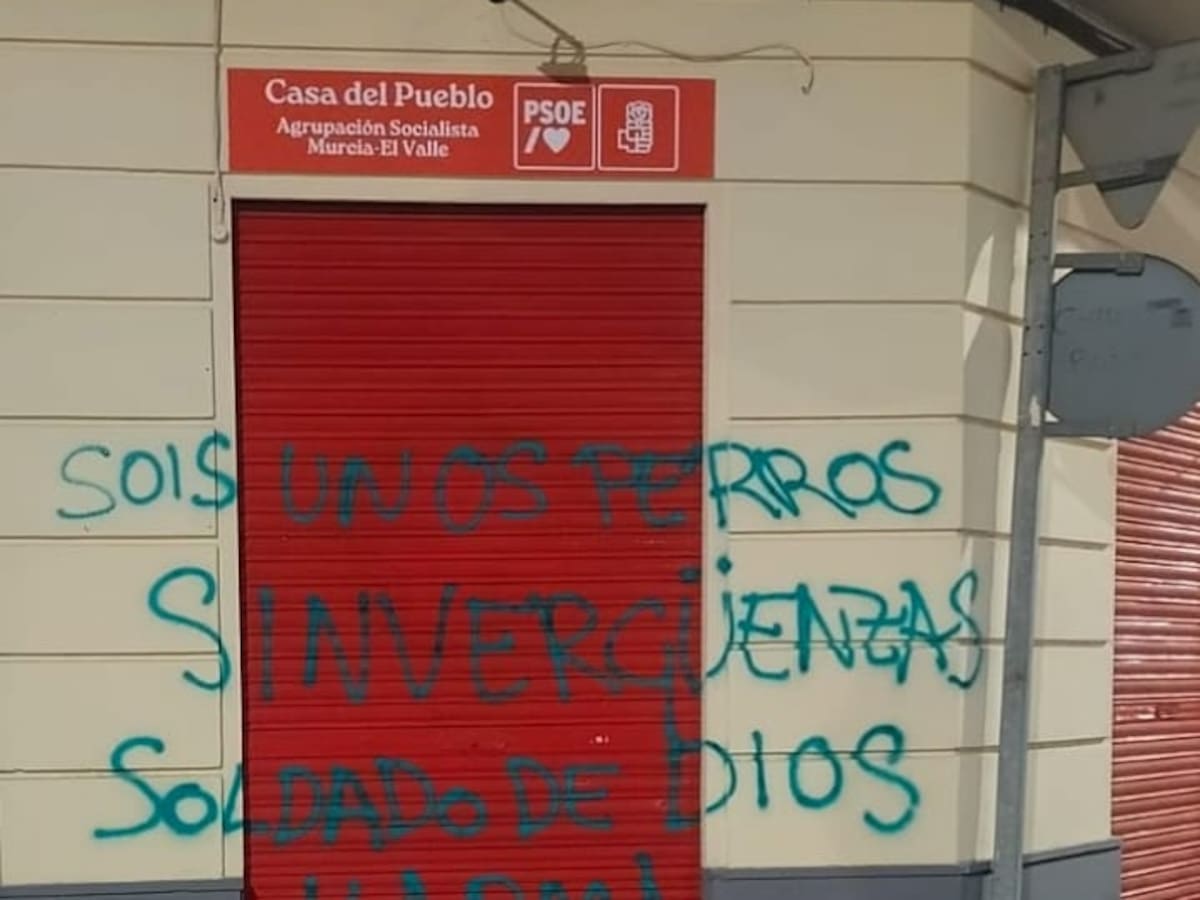 Casa del Pueblo
Agrupación Socialista
Murcia-El Valle
PSOE
SOIS UNOS PERROS
SINVERGÜENZAS
SOLDADO DE DIOS